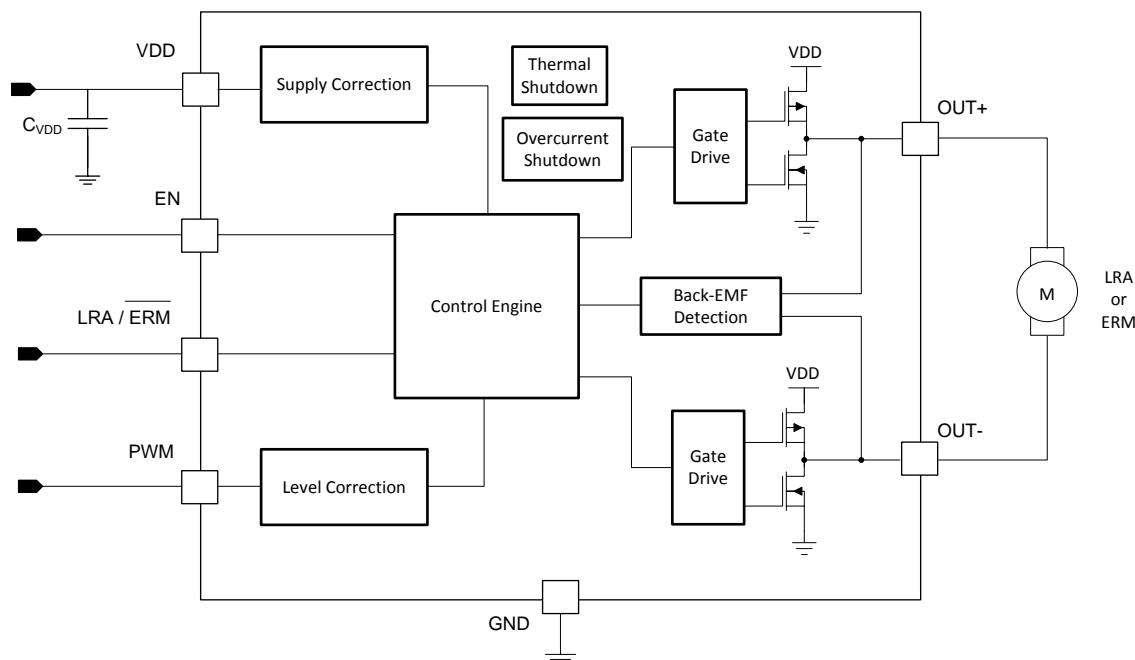 VDD
C_VDD
EN
LRA / ERM
PWM
Supply Correction
Thermal
Shutdown
Overcurrent
Shutdown
Control Engine
Level Correction
VDD
Gate
Drive
Back-EMF
Detection
VDD
Gate
Drive
OUT+
M
LRA
or
ERM
OUT-
GND